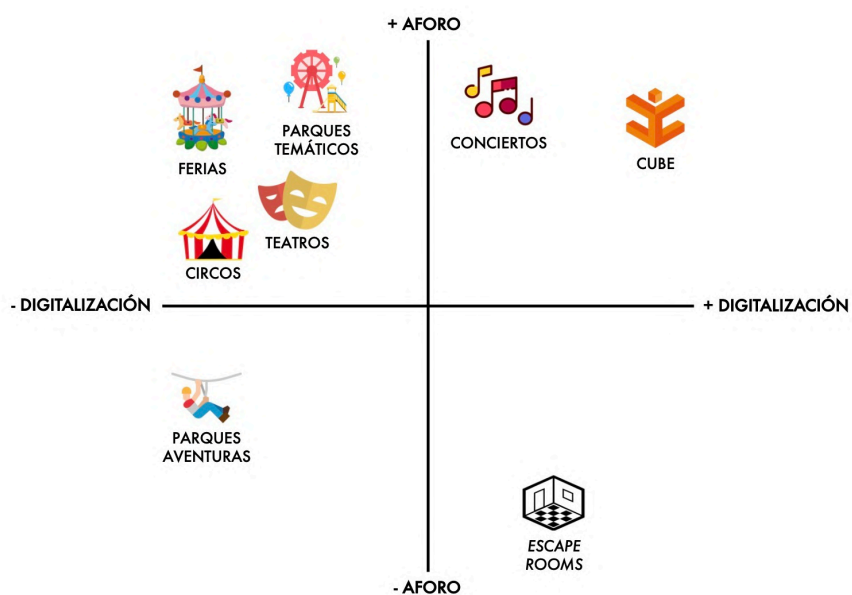 + AFORO
PARQUES
TEMÁTICOS
CONCIERTOS
FERIAS
CUBE
TEATROS
CIRCOS
- DIGITALIZACIÓN
+ DIGITALIZACIÓN
PARQUES
AVENTURAS
ESCAPE
ROOMS
- AFORO